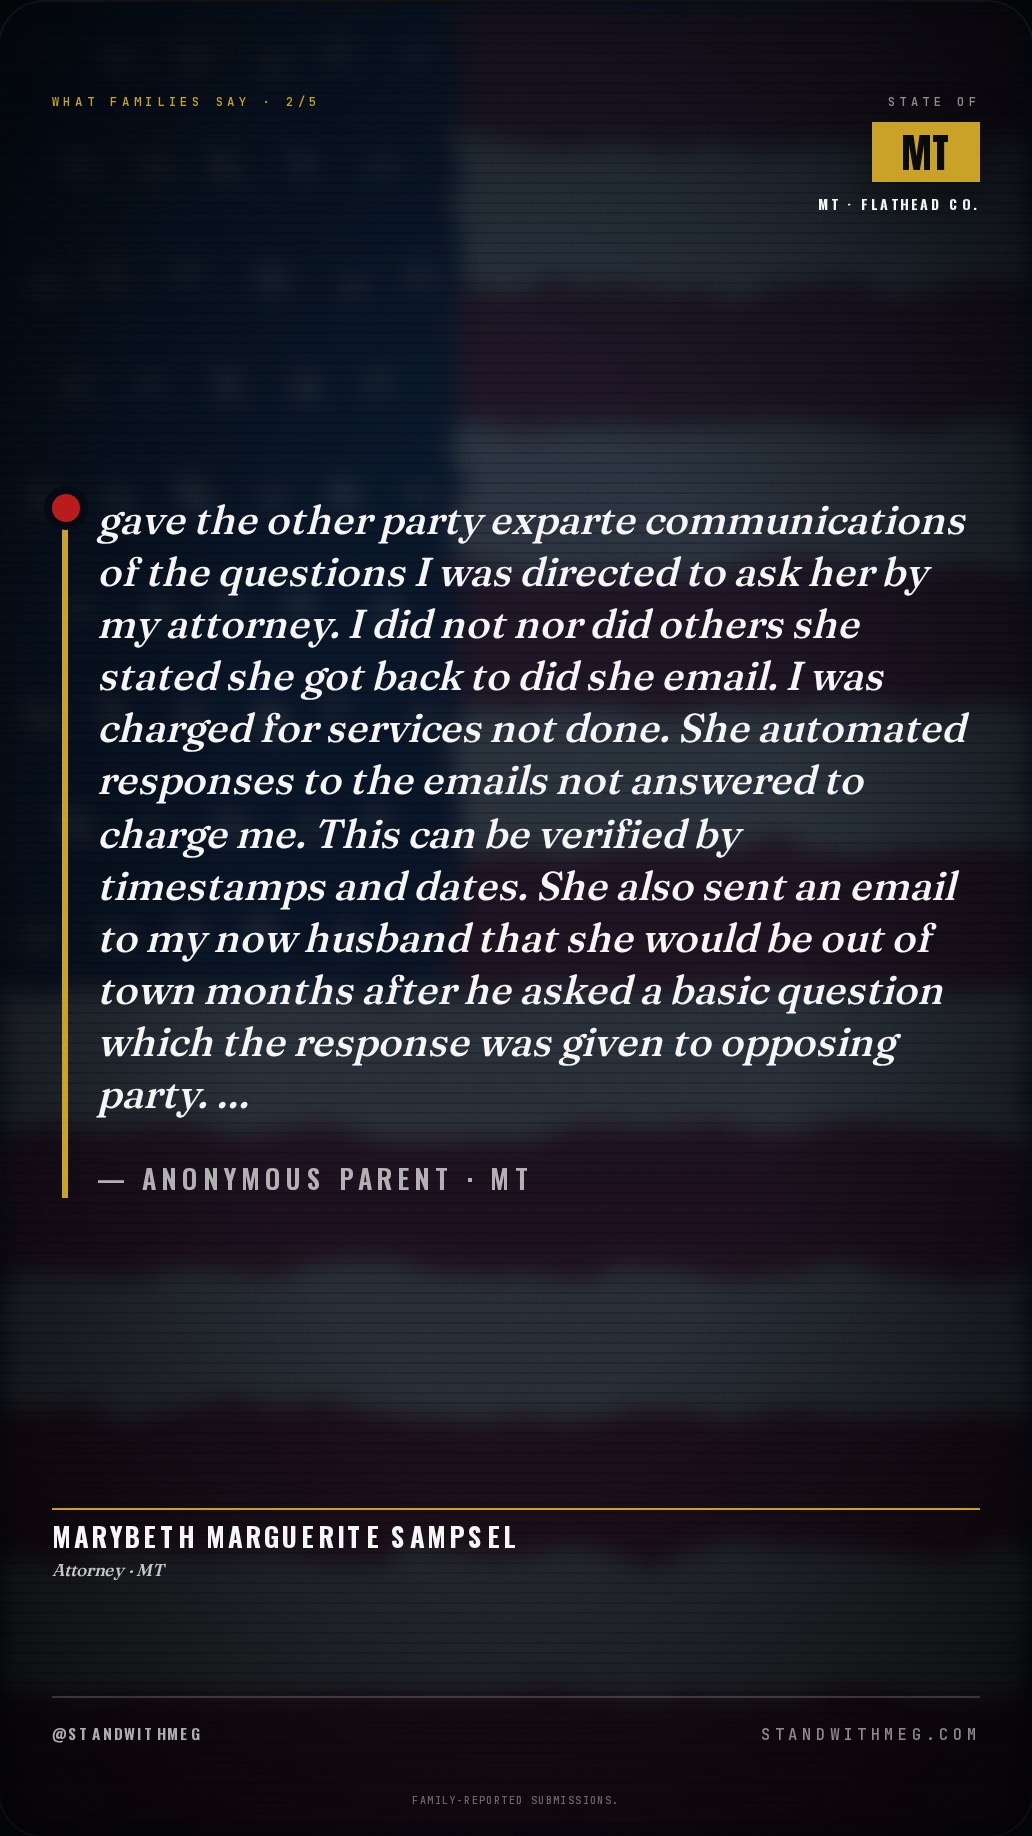 WHAT FAMILIES SAY · 2/5
STATE OF
MT
MT · FLATHEAD CO.
gave the other party exparte communications
of the questions I was directed to ask her by
my attorney. I did not nor did others she
stated she got back to did she email. I was
charged for services not done. She automated
responses to the emails not answered to
charge me. This can be verified by
timestamps and dates. She also sent an email
to my now husband that she would be out of
town months after he asked a basic question
which the response was given to opposing
party. ...
— ANONYMOUS PARENT · MT
MARYBETH MARGUERITE SAMPSEL
Attorney · MT
@STANDWITHMEG
STANDWITHMEG.COM
FAMILY-REPORTED SUBMISSIONS.